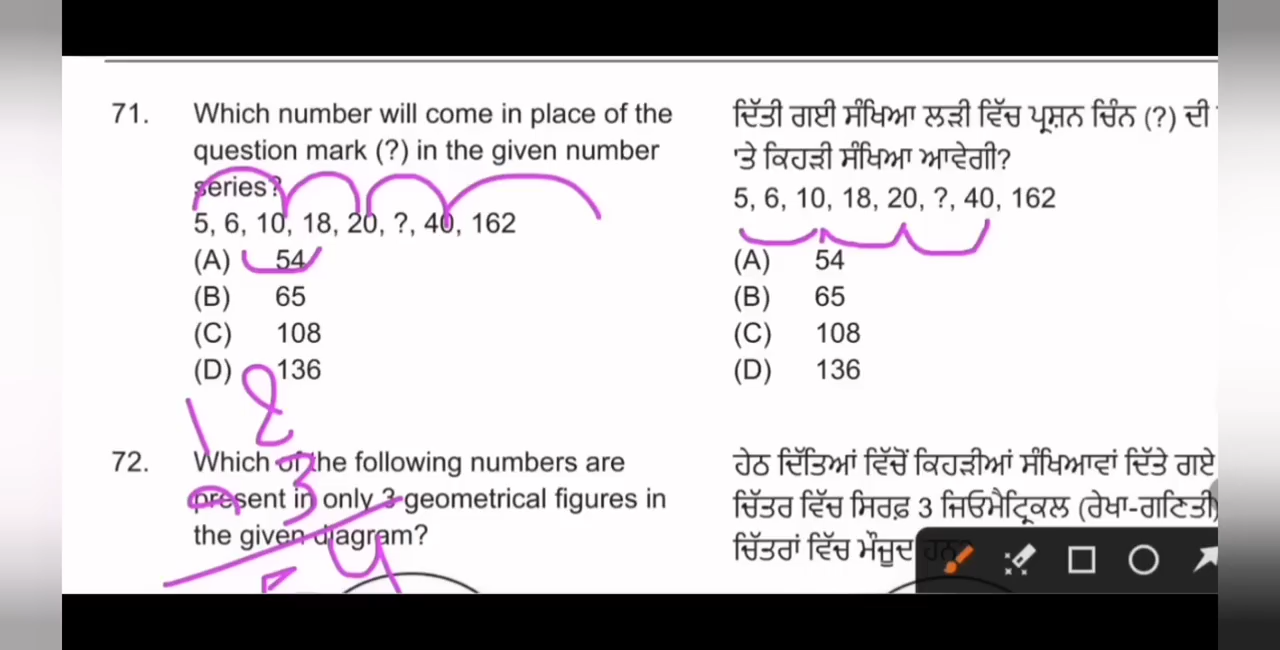 71. Which number will come in place of the
question mark (?) in the given number
series?
5, 6, 10, 18, 20, ?, 40, 162
(A) 54
(B) 65
(C) 108
(D) 136
72. Which of the following numbers are
present in only 3 geometrical figures in
the given diagram?
ਦਿੱਤੀ ਗਈ ਸੰਖਿਆ ਲੜੀ ਵਿੱਚ ਪ੍ਰਸ਼ਨ ਚਿੰਨ (?) ਦੀ
'ਤੇ ਕਿਹੜੀ ਸੰਖਿਆ ਆਵੇਗੀ?
5, 6, 10, 18, 20, ?, 40, 162
(A) 54
(B) 65
(C) 108
(D) 136
ਹੇਠ ਦਿੱਤਿਆਂ ਵਿੱਚੋਂ ਕਿਹੜੀਆਂ ਸੰਖਿਆਵਾਂ ਦਿੱਤੇ ਗਏ
ਚਿੱਤਰ ਵਿੱਚ ਸਿਰਫ਼ 3 ਜਿਓਮੈਟ੍ਰਿਕਲ (ਰੇਖਾ-ਗਣਿਤੀ)
ਚਿੱਤਰਾਂ ਵਿੱਚ ਮੌਜੂਦ ਹਨ
18
3